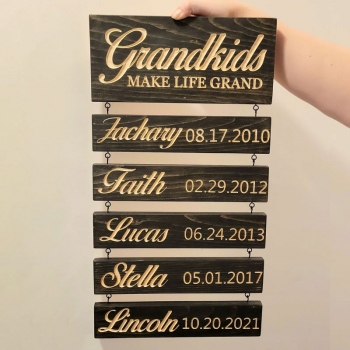 Grandkids
MAKE LIFE GRAND
Zachary 08.17.2010
Faith 02.29.2012
Lucas 06.24.2013
Stella 05.01.2017
Lincoln 10.20.2021